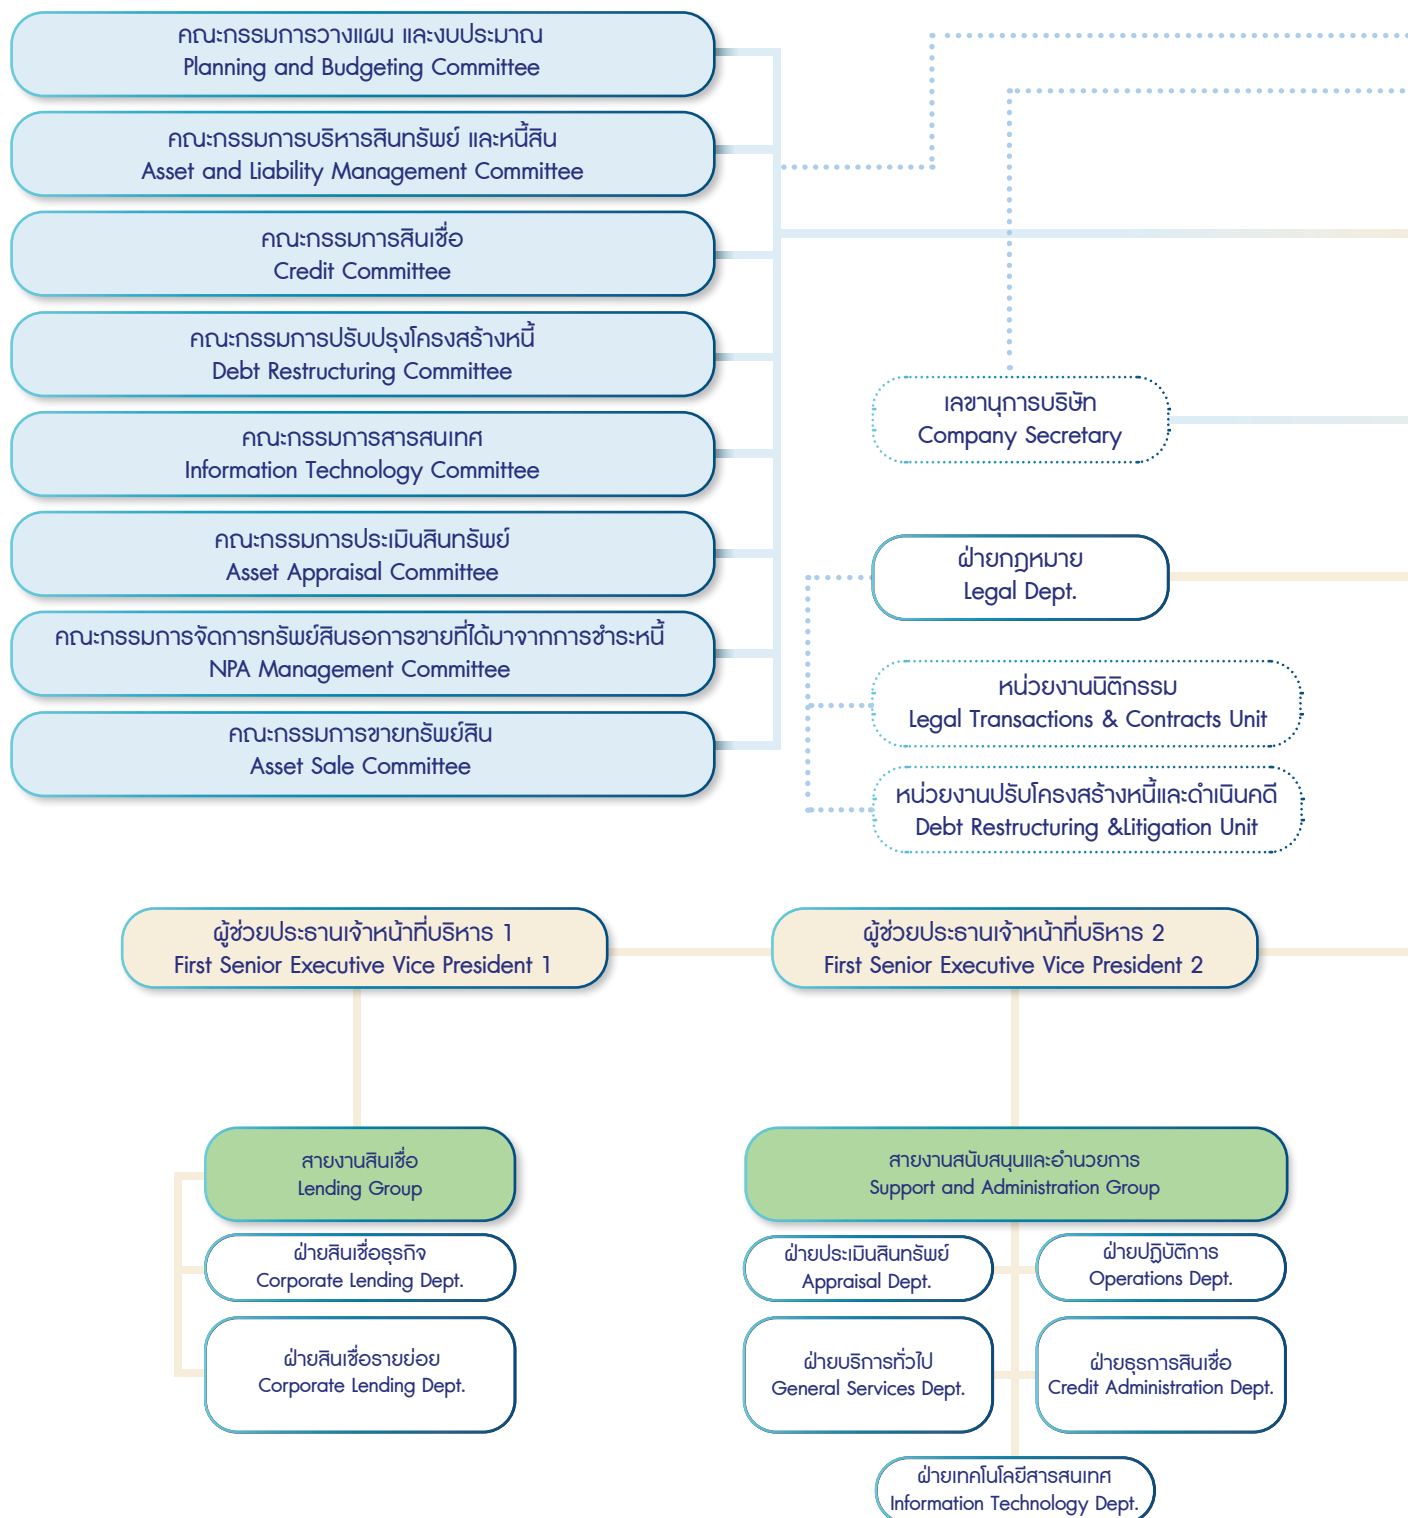 คณะกรรมการวางแผน และงบประมาณ
Planning and Budgeting Committee
คณะกรรมการบริหารสินทรัพย์ และหนี้สิน
Asset and Liability Management Committee
คณะกรรมการสินเชื่อ
Credit Committee
คณะกรรมการปรับปรุงโครงสร้างหนี้
Debt Restructuring Committee
คณะกรรมการสารสนเทศ
Information Technology Committee
คณะกรรมการประเมินสินทรัพย์
Asset Appraisal Committee
คณะกรรมการจัดการทรัพย์สินรอการขายที่ได้มาจากการชำระหนี้
NPA Management Committee
คณะกรรมการขายทรัพย์สิน
Asset Sale Committee
เลขานุการบริษัท
Company Secretary
ฝ่ายกฎหมาย
Legal Dept.
หน่วยงานนิติกรรม
Legal Transactions & Contracts Unit
หน่วยงานปรับโครงสร้างหนี้และดำเนินคดี
Debt Restructuring &Litigation Unit
ผู้ช่วยประธานเจ้าหน้าที่บริหาร 1
First Senior Executive Vice President 1
ผู้ช่วยประธานเจ้าหน้าที่บริหาร 2
First Senior Executive Vice President 2
สายงานสินเชื่อ
Lending Group
ฝ่ายสินเชื่อธุรกิจ
Corporate Lending Dept.
ฝ่ายสินเชื่อรายย่อย
Corporate Lending Dept.
สายงานสนับสนุนและอำนวยการ
Support and Administration Group
ฝ่ายประเมินสินทรัพย์
Appraisal Dept.
ฝ่ายปฏิบัติการ
Operations Dept.
ฝ่ายบริการทั่วไป
General Services Dept.
ฝ่ายธุรการสินเชื่อ
Credit Administration Dept.
ฝ่ายเทคโนโลยีสารสนเทศ
Information Technology Dept.